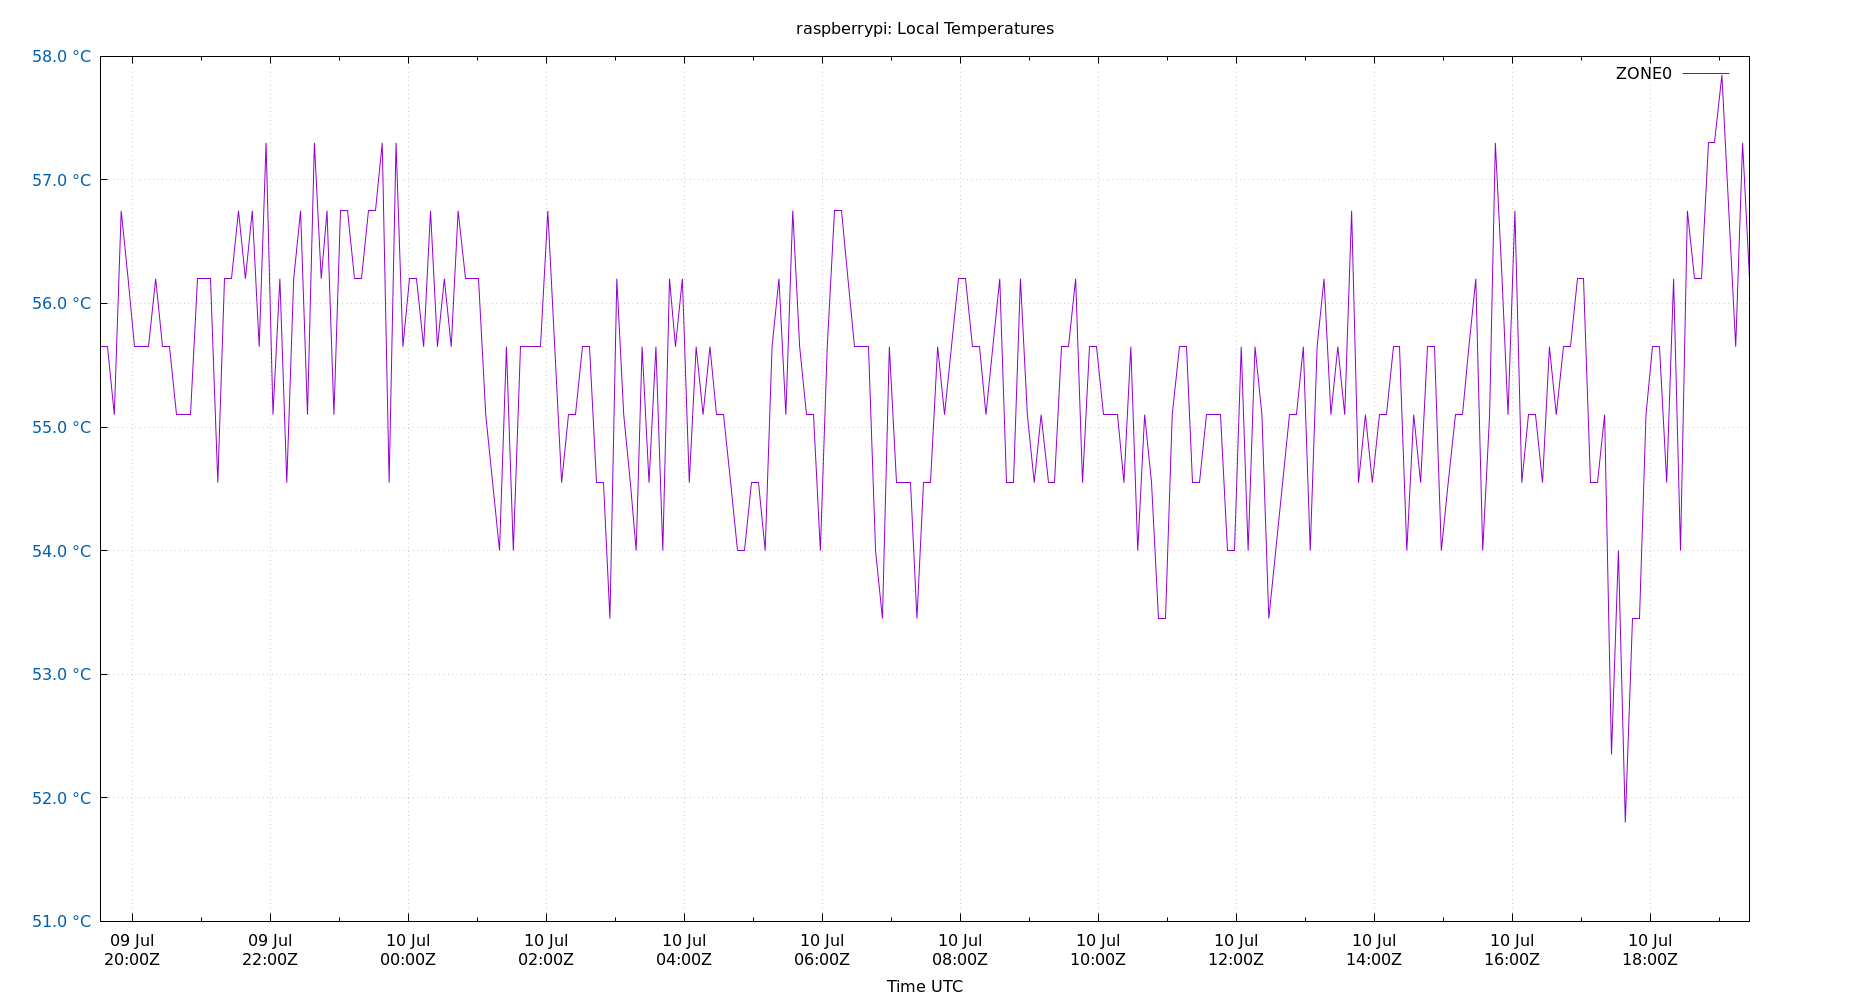 raspberrypi: Local Temperatures
58.0 °C
ZONE0
57.0 °C
56.0 °C
55.0 °C
54.0 °C
53.0 °C
52.0 °C
51.0 °C
09 Jul 09 Jul 10 Jul 10 Jul 10 Jul 10 Jul 10 Jul 10 Jul 10 Jul 10 Jul 10 Jul 10 Jul
20:00Z 22:00Z 00:00Z 02:00Z 04:00Z 06:00Z 08:00Z 10:00Z 12:00Z 14:00Z 16:00Z 18:00Z
Time UTC